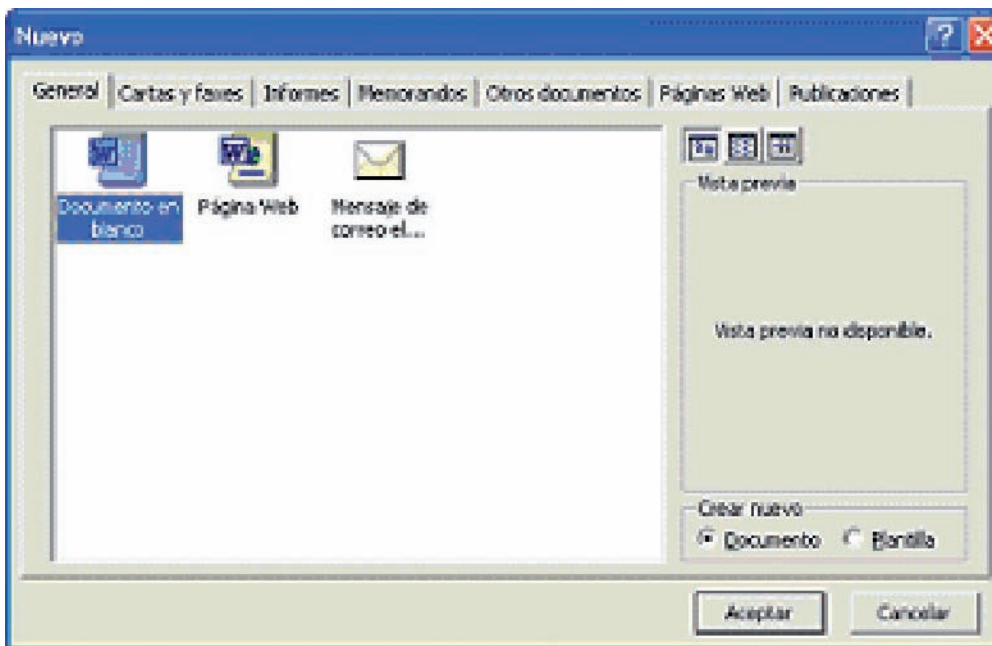 Nuevo
General Cartas y faxes Informes Memorandos Otros documentos Páginas Web Publicaciones
Documento en
blanco
Página Web
Mensaje de
correo el....
Vista previa
Vista previa no disponible.
Crear nuevo
Documento Plantilla
Aceptar Cancelar